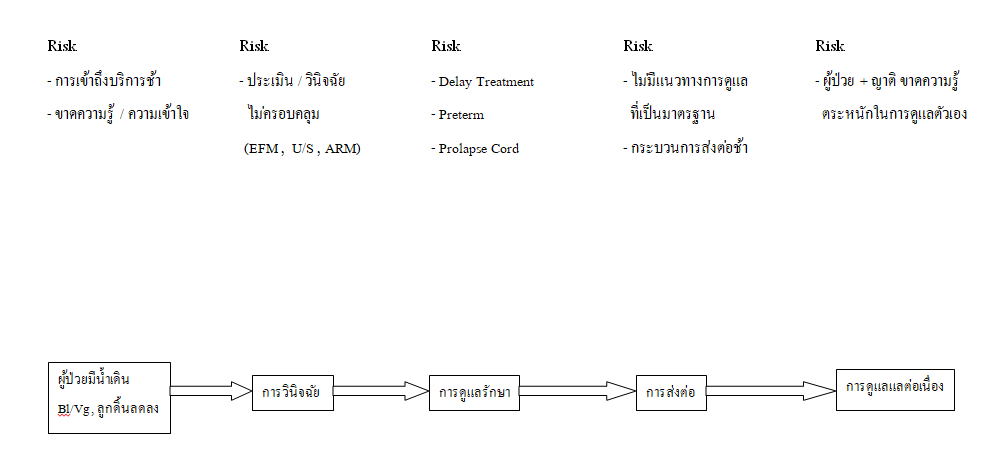 Risk
- การเข้าถึงบริการช้า
- ขาดความรู้ / ความเข้าใจ
Risk
- ประเมิน / วินิจฉัย
ไม่ครอบคลุม
(EFM , U/S , ARM)
Risk
- Delay Treatment
- Preterm
- Prolapse Cord
Risk
- ไม่มีแนวทางการดูแล
ที่เป็นมาตรฐาน
- กระบวนการส่งต่อช้า
Risk
- ผู้ป่วย + ญาติ ขาดความรู้
ตระหนักในการดูแลตัวเอง
ผู้ป่วยมีน้ำเดิน
Bl/Vg , ลูกดิ้นลดลง
การวินิจฉัย
การดูแลรักษา
การส่งต่อ
การดูแลแลต่อเนื่อง